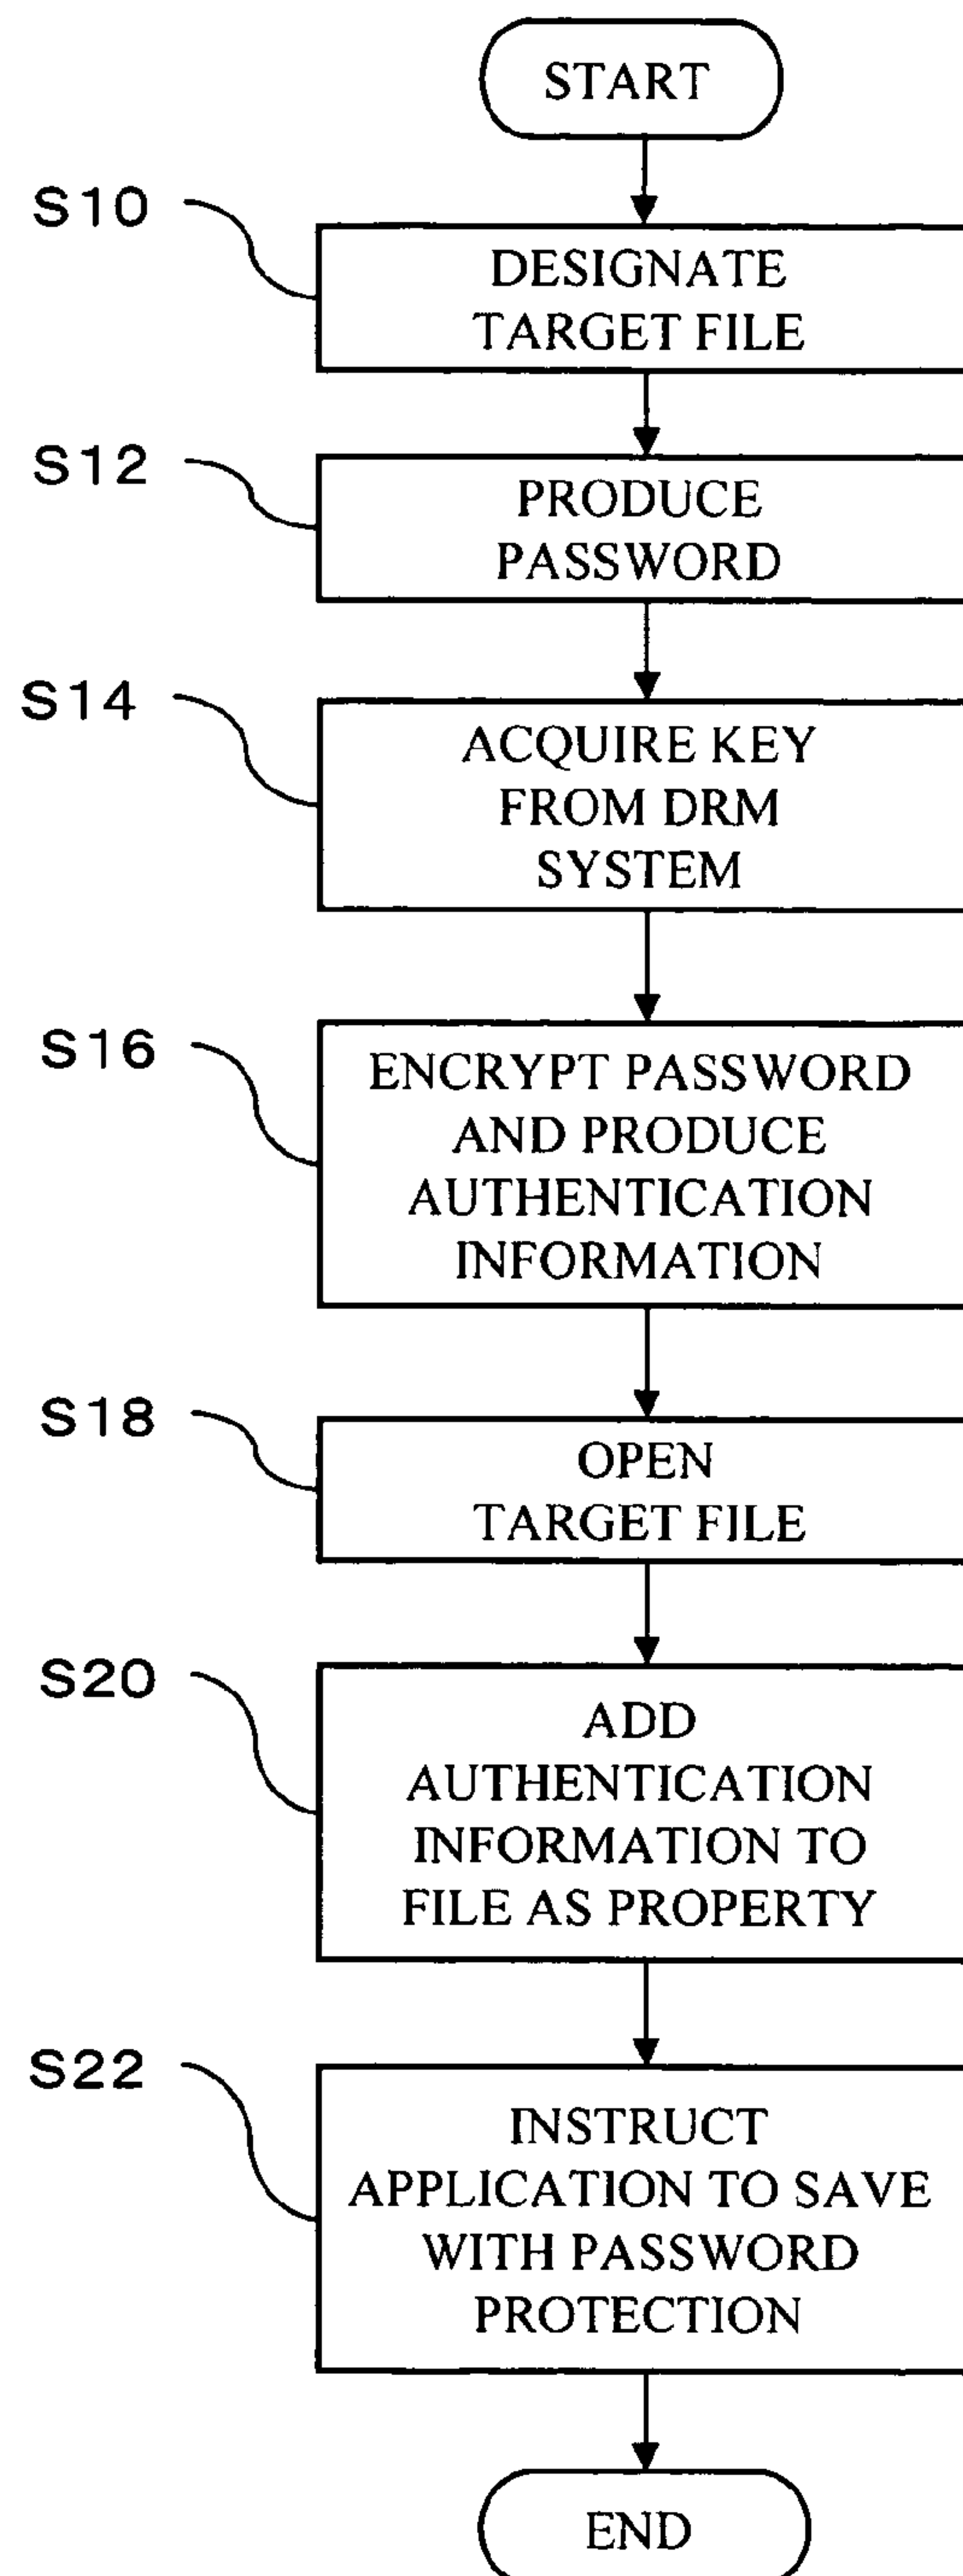 START
S10
DESIGNATE
TARGET FILE
S12
PRODUCE
PASSWORD
S14
ACQUIRE KEY
FROM DRM
SYSTEM
S16
ENCRYPT PASSWORD
AND PRODUCE
AUTHENTICATION
INFORMATION
S18
OPEN
TARGET FILE
S20
ADD
AUTHENTICATION
INFORMATION TO
FILE AS PROPERTY
S22
INSTRUCT
APPLICATION TO SAVE
WITH PASSWORD
PROTECTION
END